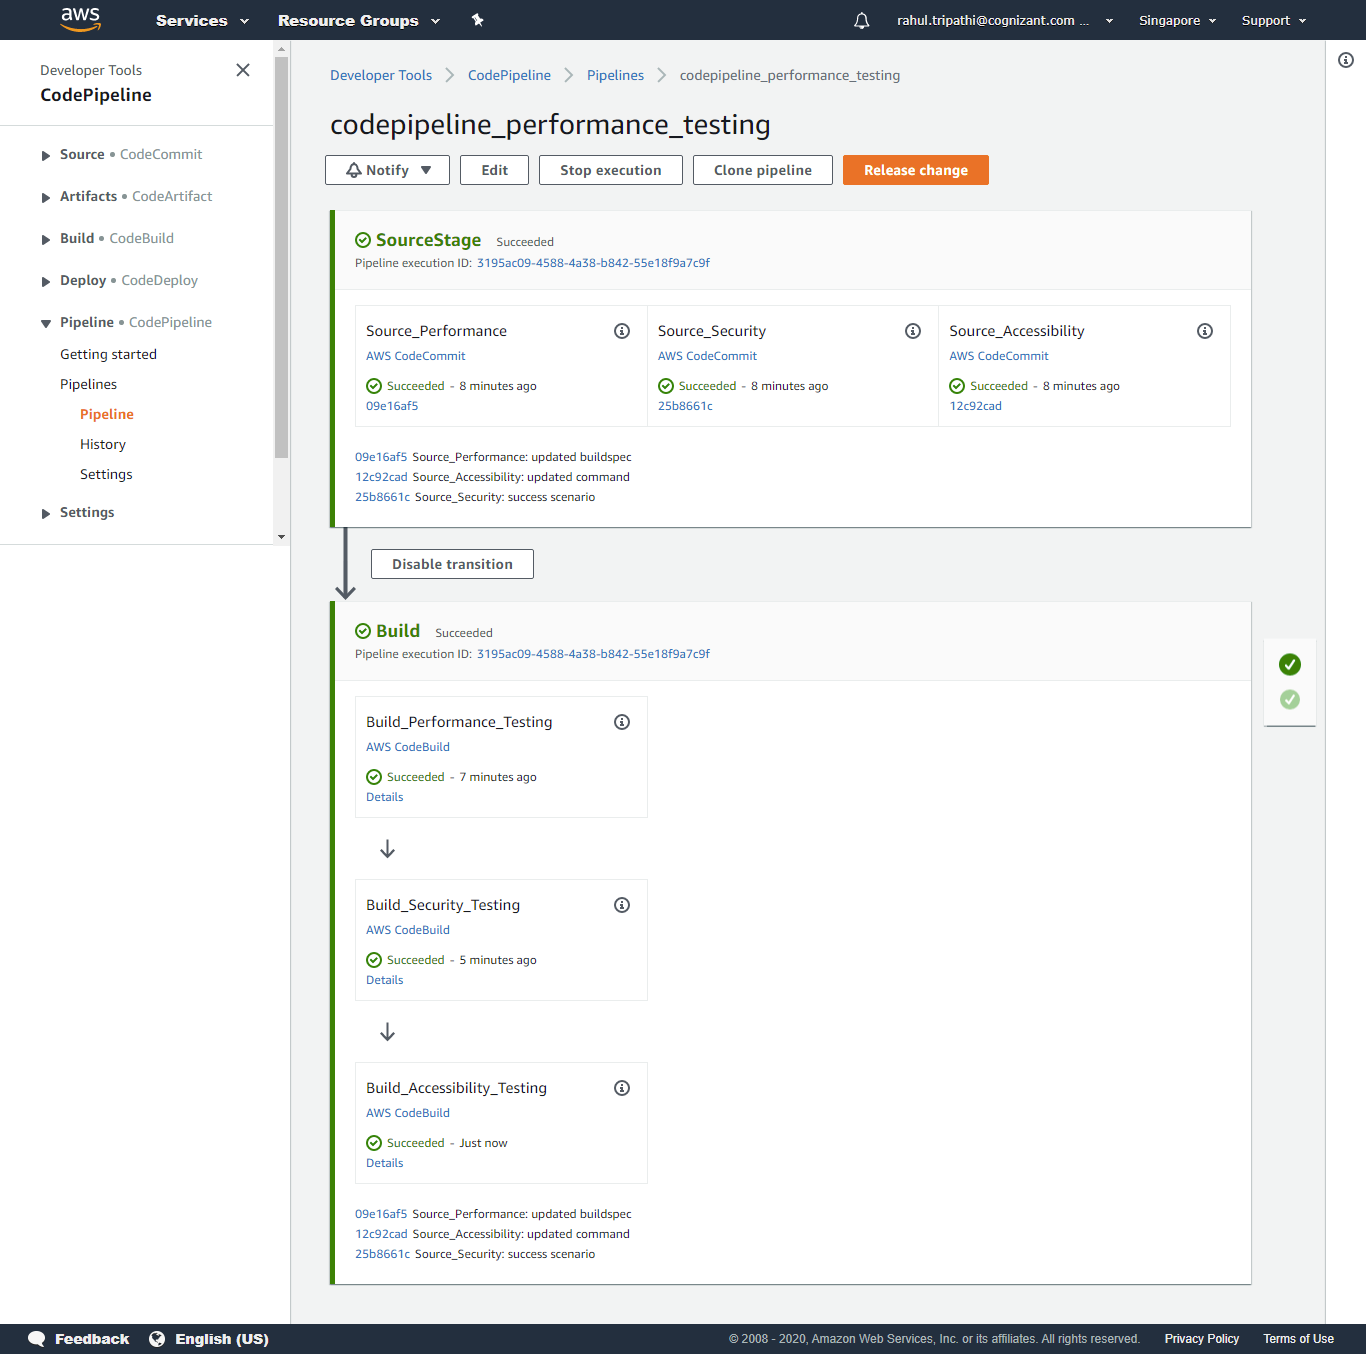 aws Services Resource Groups rahul.tripathi@cognizant.com ... Singapore Support
Developer Tools
CodePipeline
Source • CodeCommit
Artifacts • CodeArtifact
Build • CodeBuild
Deploy • CodeDeploy
Pipeline • CodePipeline
Getting started
Pipelines
Pipeline
History
Settings
Settings
Developer Tools CodePipeline Pipelines codepipeline_performance_testing
codepipeline_performance_testing
Notify Edit Stop execution Clone pipeline Release change
SourceStage Succeeded
Pipeline execution ID: 3195ac09-4588-4a38-b842-55e18f9a7c9f
Source_Performance
AWS CodeCommit
Succeeded - 8 minutes ago
09e16af5
Source_Security
AWS CodeCommit
Succeeded - 8 minutes ago
25b8661c
Source_Accessibility
AWS CodeCommit
Succeeded - 8 minutes ago
12c92cad
09e16af5 Source_Performance: updated buildspec
12c92cad Source_Accessibility: updated command
25b8661c Source_Security: success scenario
Disable transition
Build Succeeded
Pipeline execution ID: 3195ac09-4588-4a38-b842-55e18f9a7c9f
Build_Performance_Testing
AWS CodeBuild
Succeeded - 7 minutes ago
Details
Build_Security_Testing
AWS CodeBuild
Succeeded - 5 minutes ago
Details
Build_Accessibility_Testing
AWS CodeBuild
Succeeded - Just now
Details
09e16af5 Source_Performance: updated buildspec
12c92cad Source_Accessibility: updated command
25b8661c Source_Security: success scenario
Feedback English (US) © 2008 - 2020, Amazon Web Services, Inc. or its affiliates. All rights reserved. Privacy Policy Terms of Use